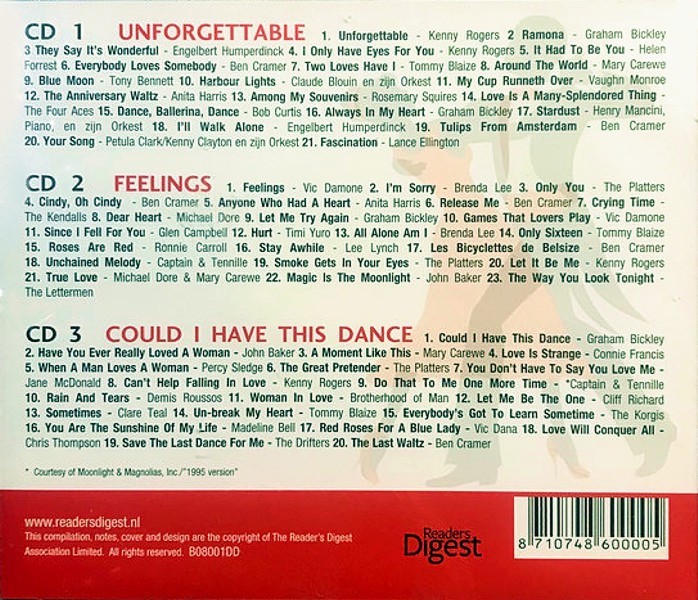 CD 1 UNFORGETTABLE 1. Unforgettable - Kenny Rogers 2 Ramona - Graham Bickley
3 They Say It's Wonderful - Engelbert Humperdinck 4. I Only Have Eyes For You - Kenny Rogers 5. It Had To Be You - Helen
Forrest 6. Everybody Loves Somebody - Ben Cramer 7. Two Loves Have I - Tommy Blaize 8. Around The World - Mary Carewe
9. Blue Moon - Tony Bennett 10. Harbour Lights - Claude Blouin en zijn Orkest 11. My Cup Runneth Over - Vaughn Monroe
12. The Anniversary Waltz - Anita Harris 13. Among My Souvenirs - Rosemary Squires 14. Love Is A Many-Splendored Thing -
The Four Aces 15. Dance, Ballerina, Dance - Bob Curtis 16. Always In My Heart - Graham Bickley 17. Stardust - Henry Mancini,
Piano, en zijn Orkest 18. I'll Walk Alone - Engelbert Humperdinck 19. Tulips From Amsterdam - Ben Cramer
20. Your Song - Petula Clark/Kenny Clayton en zijn Orkest 21. Fascination - Lance Ellington
CD 2 FEELINGS 1. Feelings - Vic Damone 2. I'm Sorry - Brenda Lee 3. Only You - The Platters
4. Cindy, Oh Cindy - Ben Cramer 5. Anyone Who Had A Heart - Anita Harris 6. Release Me - Ben Cramer 7. Crying Time -
The Kendalls 8. Dear Heart - Michael Dore 9. Let Me Try Again - Graham Bickley 10. Games That Lovers Play - Vic Damone
11. Since I Fell For You - Glen Campbell 12. Hurt - Timi Yuro 13. All Alone Am I - Brenda Lee 14. Only Sixteen - Tommy Blaize
15. Roses Are Red - Ronnie Carroll 16. Stay Awhile - Lee Lynch 17. Les Bicyclettes de Belsize - Ben Cramer
18. Unchained Melody - Captain & Tennille 19. Smoke Gets In Your Eyes - The Platters 20. Let It Be Me - Kenny Rogers
21. True Love - Michael Dore & Mary Carewe 22. Magic Is The Moonlight - John Baker 23. The Way You Look Tonight -
The Lettermen
CD 3 COULD I HAVE THIS DANCE 1. Could I Have This Dance - Graham Bickley
2. Have You Ever Really Loved A Woman - John Baker 3. A Moment Like This - Mary Carewe 4. Love Is Strange - Connie Francis
5. When A Man Loves A Woman - Percy Sledge 6. The Great Pretender - The Platters 7. You Don't Have To Say You Love Me -
Jane McDonald 8. Can't Help Falling In Love - Kenny Rogers 9. Do That To Me One More Time - *Captain & Tennille
10. Rain And Tears - Demis Roussos 11. Woman In Love - Brotherhood of Man 12. Let Me Be The One - Cliff Richard
13. Sometimes - Clare Teal 14. Un-break My Heart - Tommy Blaize 15. Everybody's Got To Learn Sometime - The Korgis
16. You Are The Sunshine Of My Life - Madeline Bell 17. Red Roses For A Blue Lady - Vic Dana 18. Love Will Conquer All -
Chris Thompson 19. Save The Last Dance For Me - The Drifters 20. The Last Waltz - Ben Cramer
* Courtesy of Moonlight & Magnolias, Inc./"1995 version"
www.readersdigest.nl
This compilation, notes, cover and design are the copyright of The Reader's Digest
Association Limited. All rights reserved. B08001DD
Readers
Digest
8 710748 600005